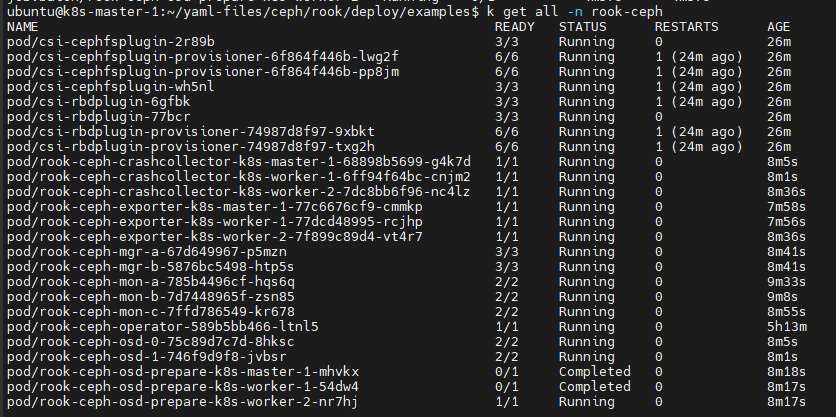 ubuntu@k8s-master-1:~/yaml-files/ceph/rook/deploy/examples$ k get all -n rook-ceph
NAME READY STATUS RESTARTS AGE
pod/csi-cephfsplugin-2r89b 3/3 Running 0 26m
pod/csi-cephfsplugin-provisioner-6f864f446b-lwg2f 6/6 Running 1 (24m ago) 26m
pod/csi-cephfsplugin-provisioner-6f864f446b-pp8jm 6/6 Running 1 (24m ago) 26m
pod/csi-cephfsplugin-wh5nl 3/3 Running 1 (24m ago) 26m
pod/csi-rbdplugin-6gfbk 3/3 Running 1 (24m ago) 26m
pod/csi-rbdplugin-77bcr 3/3 Running 0 26m
pod/csi-rbdplugin-provisioner-74987d8f97-9xbkt 6/6 Running 1 (24m ago) 26m
pod/csi-rbdplugin-provisioner-74987d8f97-txg2h 6/6 Running 1 (24m ago) 26m
pod/rook-ceph-crashcollector-k8s-master-1-68898b5699-g4k7d 1/1 Running 0 8m5s
pod/rook-ceph-crashcollector-k8s-worker-1-6ff94f64bc-cnjm2 1/1 Running 0 8m1s
pod/rook-ceph-crashcollector-k8s-worker-2-7dc8bb6f96-nc4lz 1/1 Running 0 8m36s
pod/rook-ceph-exporter-k8s-master-1-77c6676cf9-cmmkp 1/1 Running 0 7m58s
pod/rook-ceph-exporter-k8s-worker-1-77dcd48995-rcjhp 1/1 Running 0 7m56s
pod/rook-ceph-exporter-k8s-worker-2-7f899c89d4-vt4r7 1/1 Running 0 8m36s
pod/rook-ceph-mgr-a-67d649967-p5mzn 3/3 Running 0 8m41s
pod/rook-ceph-mgr-b-5876bc5498-htp5s 3/3 Running 0 8m41s
pod/rook-ceph-mon-a-785b4496cf-hqs6q 2/2 Running 0 9m33s
pod/rook-ceph-mon-b-7d7448965f-zsn85 2/2 Running 0 9m8s
pod/rook-ceph-mon-c-7ffd786549-kr678 2/2 Running 0 8m55s
pod/rook-ceph-operator-589b5bb466-ltnl5 1/1 Running 0 5h13m
pod/rook-ceph-osd-0-75c89d7c7d-8hksc 2/2 Running 0 8m5s
pod/rook-ceph-osd-1-746f9d9f8-jvbsr 2/2 Running 0 8m1s
pod/rook-ceph-osd-prepare-k8s-master-1-mhvkx 0/1 Completed 0 8m18s
pod/rook-ceph-osd-prepare-k8s-worker-1-54dw4 0/1 Completed 0 8m17s
pod/rook-ceph-osd-prepare-k8s-worker-2-nr7hj 1/1 Running 0 8m17s